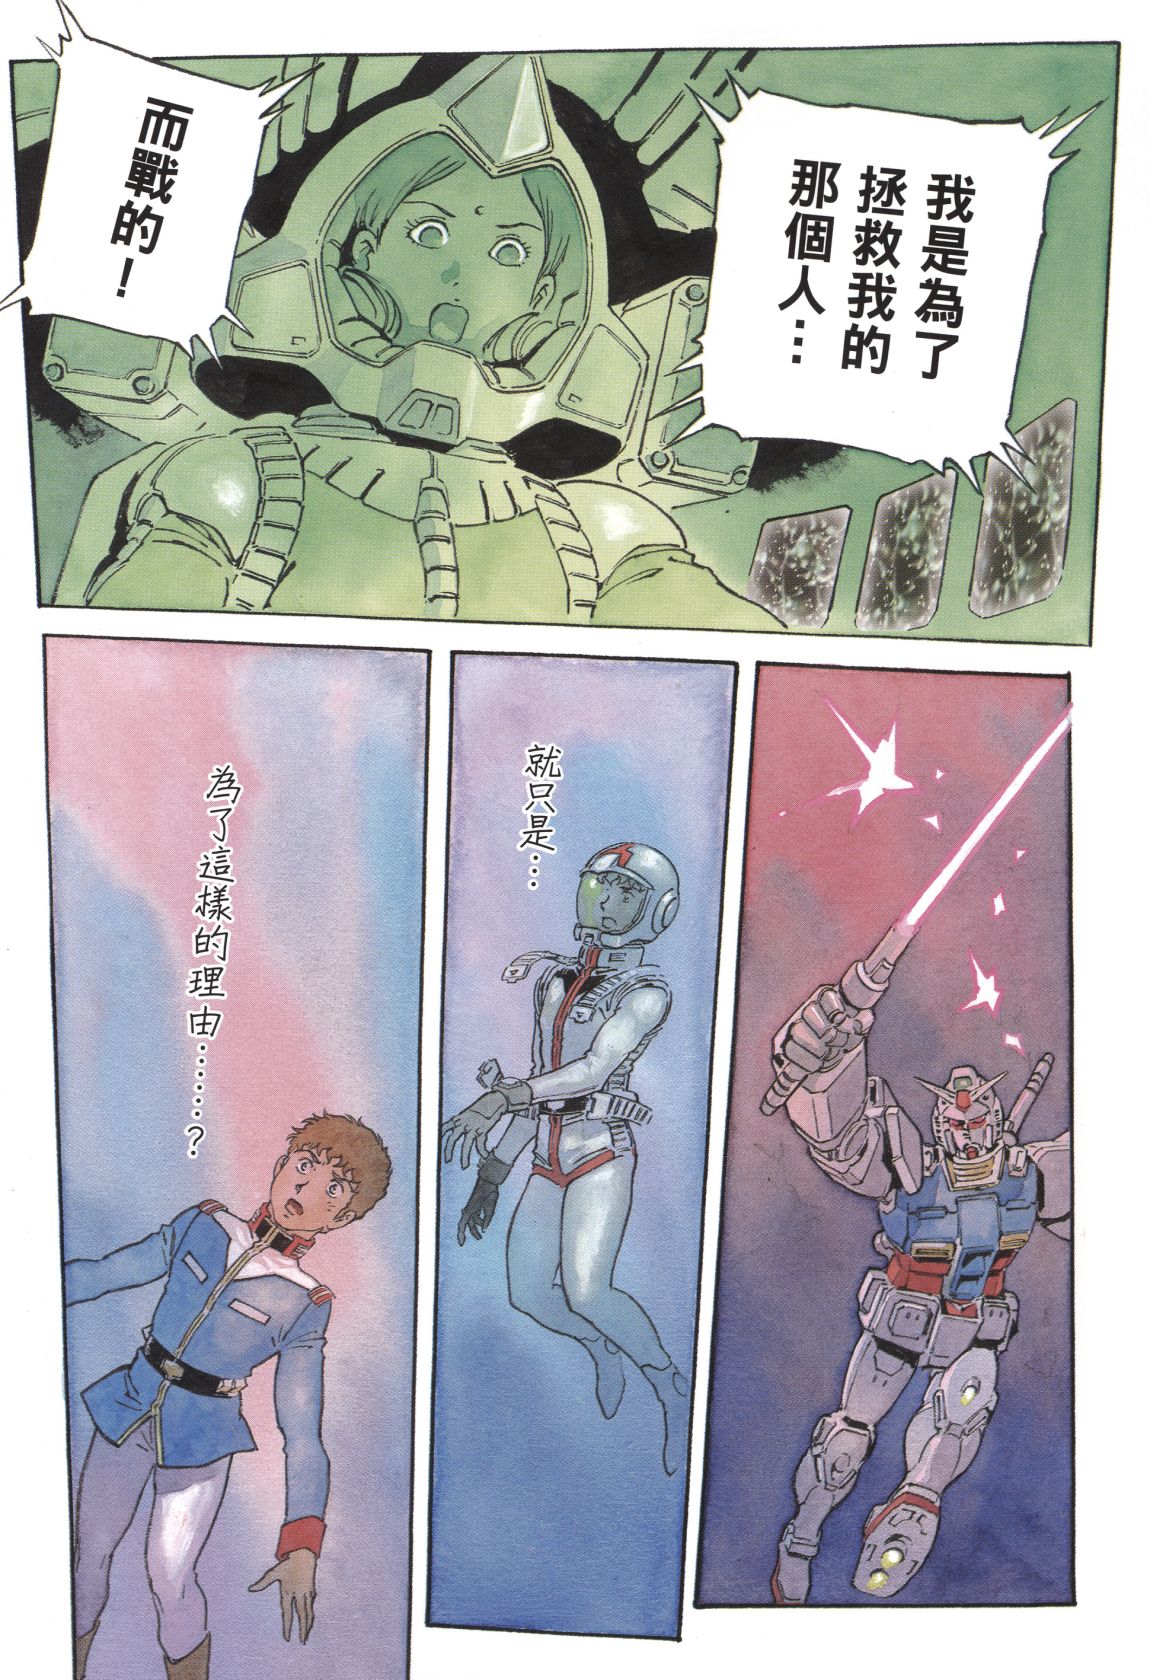 我是為了
拯救我的
那個人…
而戰的！
就只是…
為了這樣的理由……？